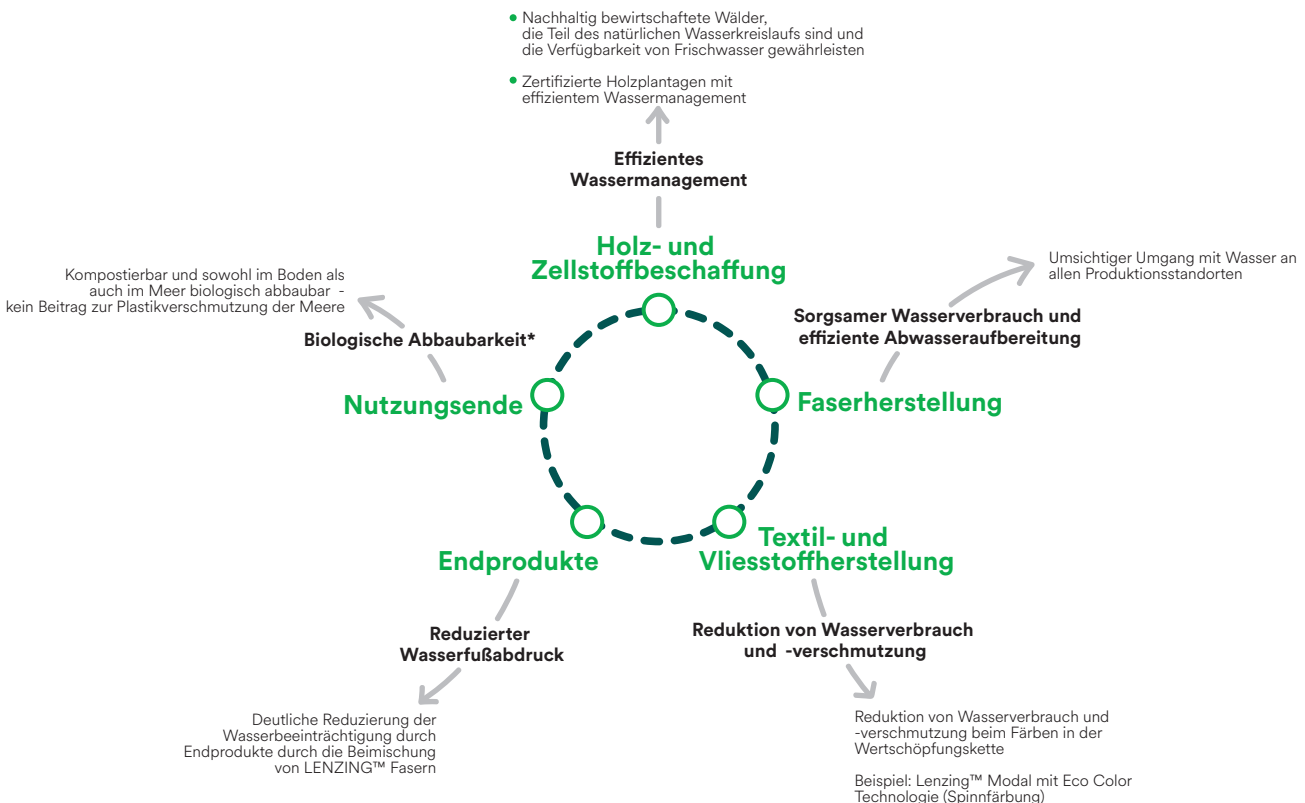 • Nachhaltig bewirtschaftete Wälder,
die Teil des natürlichen Wasserkreislaufs sind und
die Verfügbarkeit von Frischwasser gewährleisten
• Zertifizierte Holzplantagen mit
effizientem Wassermanagement
Effizientes
Wassermanagement
Holz- und
Zellstoffbeschaffung
Umsichtiger Umgang mit Wasser an
allen Produktionsstandorten
Sorgsamer Wasserverbrauch und
effiziente Abwasseraufbereitung
Faserherstellung
Textil- und
Vliesstoffherstellung
Reduktion von Wasserverbrauch
und -verschmutzung
Reduktion von Wasserverbrauch und
-verschmutzung beim Färben in der
Wertschöpfungskette
Beispiel: Lenzing™ Modal mit Eco Color
Technologie (Spinnfärbung)
Endprodukte
Reduzierter
Wasserfußabdruck
Deutliche Reduzierung der
Wasserbeeinträchtigung durch
Endprodukte durch die Beimischung
von LENZING™ Fasern
Kompostierbar und sowohl im Boden als
auch im Meer biologisch abbaubar -
kein Beitrag zur Plastikverschmutzung der Meere
Biologische Abbaubarkeit*
Nutzungsende